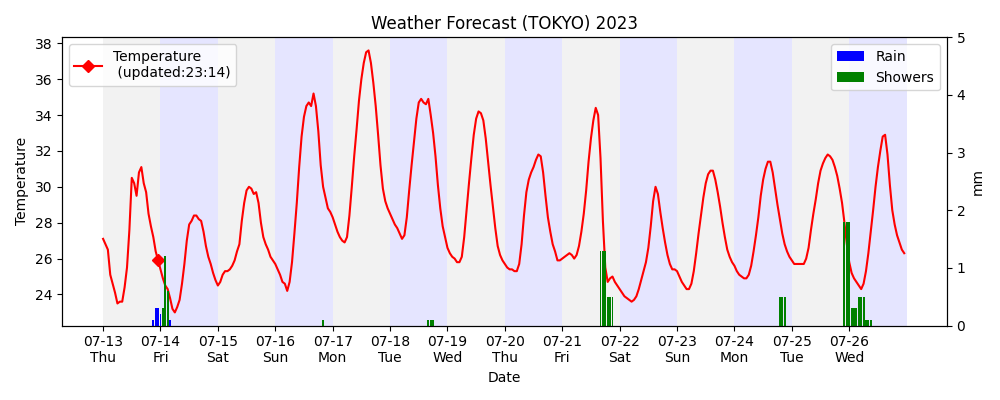 Weather Forecast (TOKYO) 2023
Temperature
(updated:23:14)
Rain
Showers
38
36
34
32
30
28
26
24
Temperature
5
4
3
2
1
0
mm
07-13 07-14 07-15 07-16 07-17 07-18 07-19 07-20 07-21 07-22 07-23 07-24 07-25 07-26
Thu Fri Sat Sun Mon Tue Wed Thu Fri Sat Sun Mon Tue Wed
Date